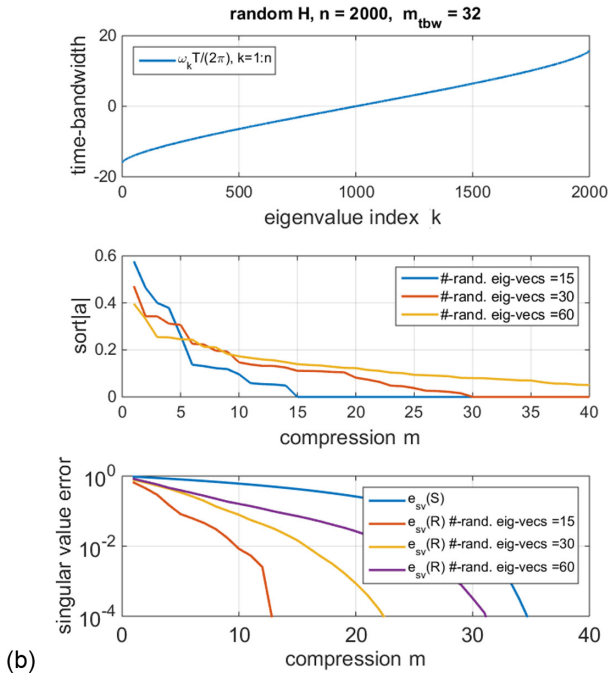 random H, n = 2000, m_tbw = 32
time-bandwidth
20
0
-20
ω_kT/(2π), k=1:n
0 500 1000 1500 2000
eigenvalue index k
sort|a|
0.6
0.4
0.2
0
#-rand. eig-vecs =15
#-rand. eig-vecs =30
#-rand. eig-vecs =60
0 5 10 15 20 25 30 35 40
compression m
singular value error
10^0
10^-2
10^-4
e_sv(S)
e_sv(R) #-rand. eig-vecs =15
e_sv(R) #-rand. eig-vecs =30
e_sv(R) #-rand. eig-vecs =60
0 10 20 30 40
compression m
(b)